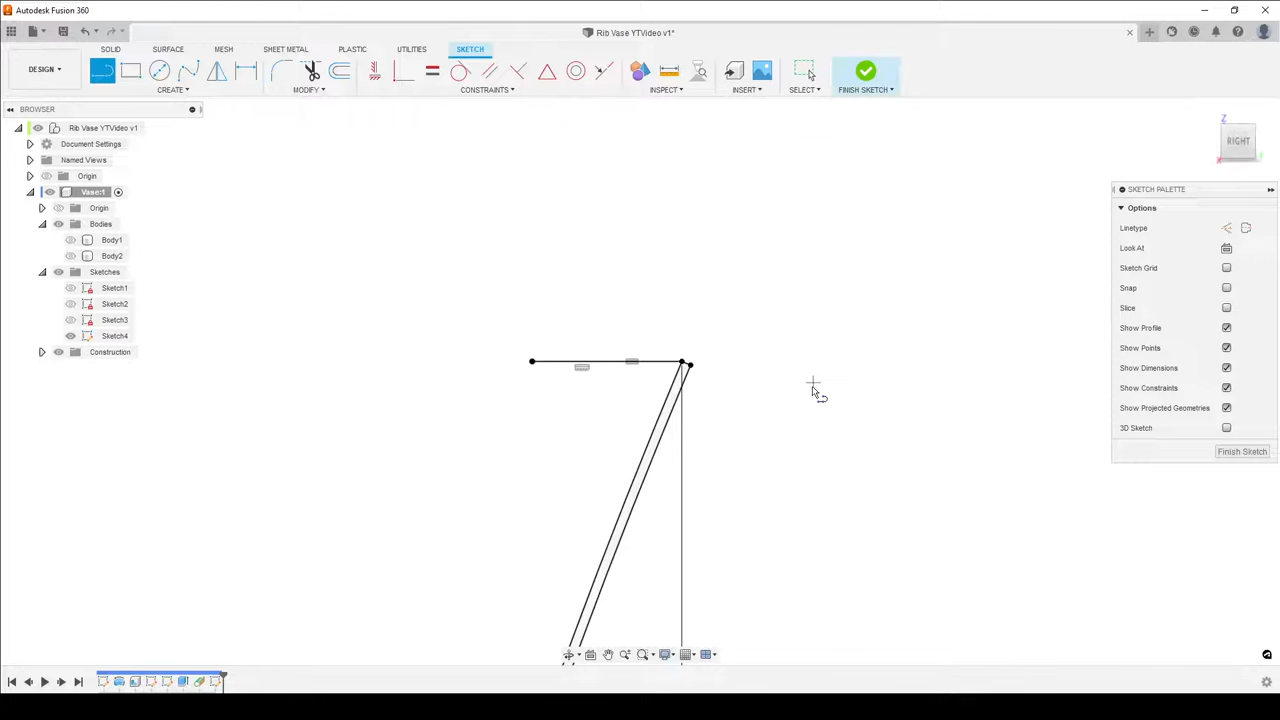 Autodesk Fusion 360
Rib Vase YTVideo v1*
DESIGN
SOLID SURFACE MESH SHEET METAL PLASTIC UTILITIES SKETCH
CREATE MODIFY CONSTRAINTS INSPECT INSERT SELECT FINISH SKETCH
BROWSER
Rib Vase YTVideo v1
Document Settings
Named Views
Origin
Vase:1
Origin
Bodies
Body1
Body2
Sketches
Sketch1
Sketch2
Sketch3
Sketch4
Construction
Z
RIGHT
X
Y
SKETCH PALETTE
Options
Linetype
Look At
Sketch Grid
Snap
Slice
Show Profile
Show Points
Show Dimensions
Show Constraints
Show Projected Geometries
3D Sketch
Finish Sketch